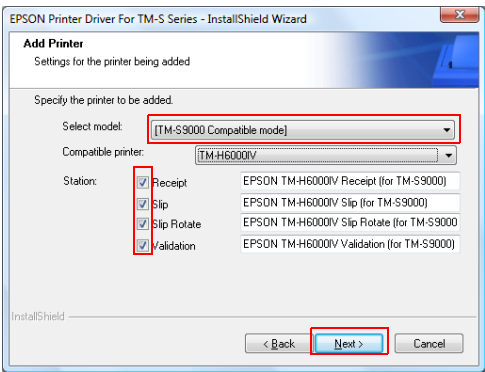 EPSON Printer Driver For TM-S Series - InstallShield Wizard
Add Printer
Settings for the printer being added
Specify the printer to be added.
Select model: [TM-S9000 Compatible mode]
Compatible printer: TM-H6000IV
Station: Receipt EPSON TM-H6000IV Receipt (for TM-S9000)
Slip EPSON TM-H6000IV Slip (for TM-S9000)
Slip Rotate EPSON TM-H6000IV Slip Rotate (for TM-S9000
Validation EPSON TM-H6000IV Validation (for TM-S9000)
InstallShield
< Back Next > Cancel